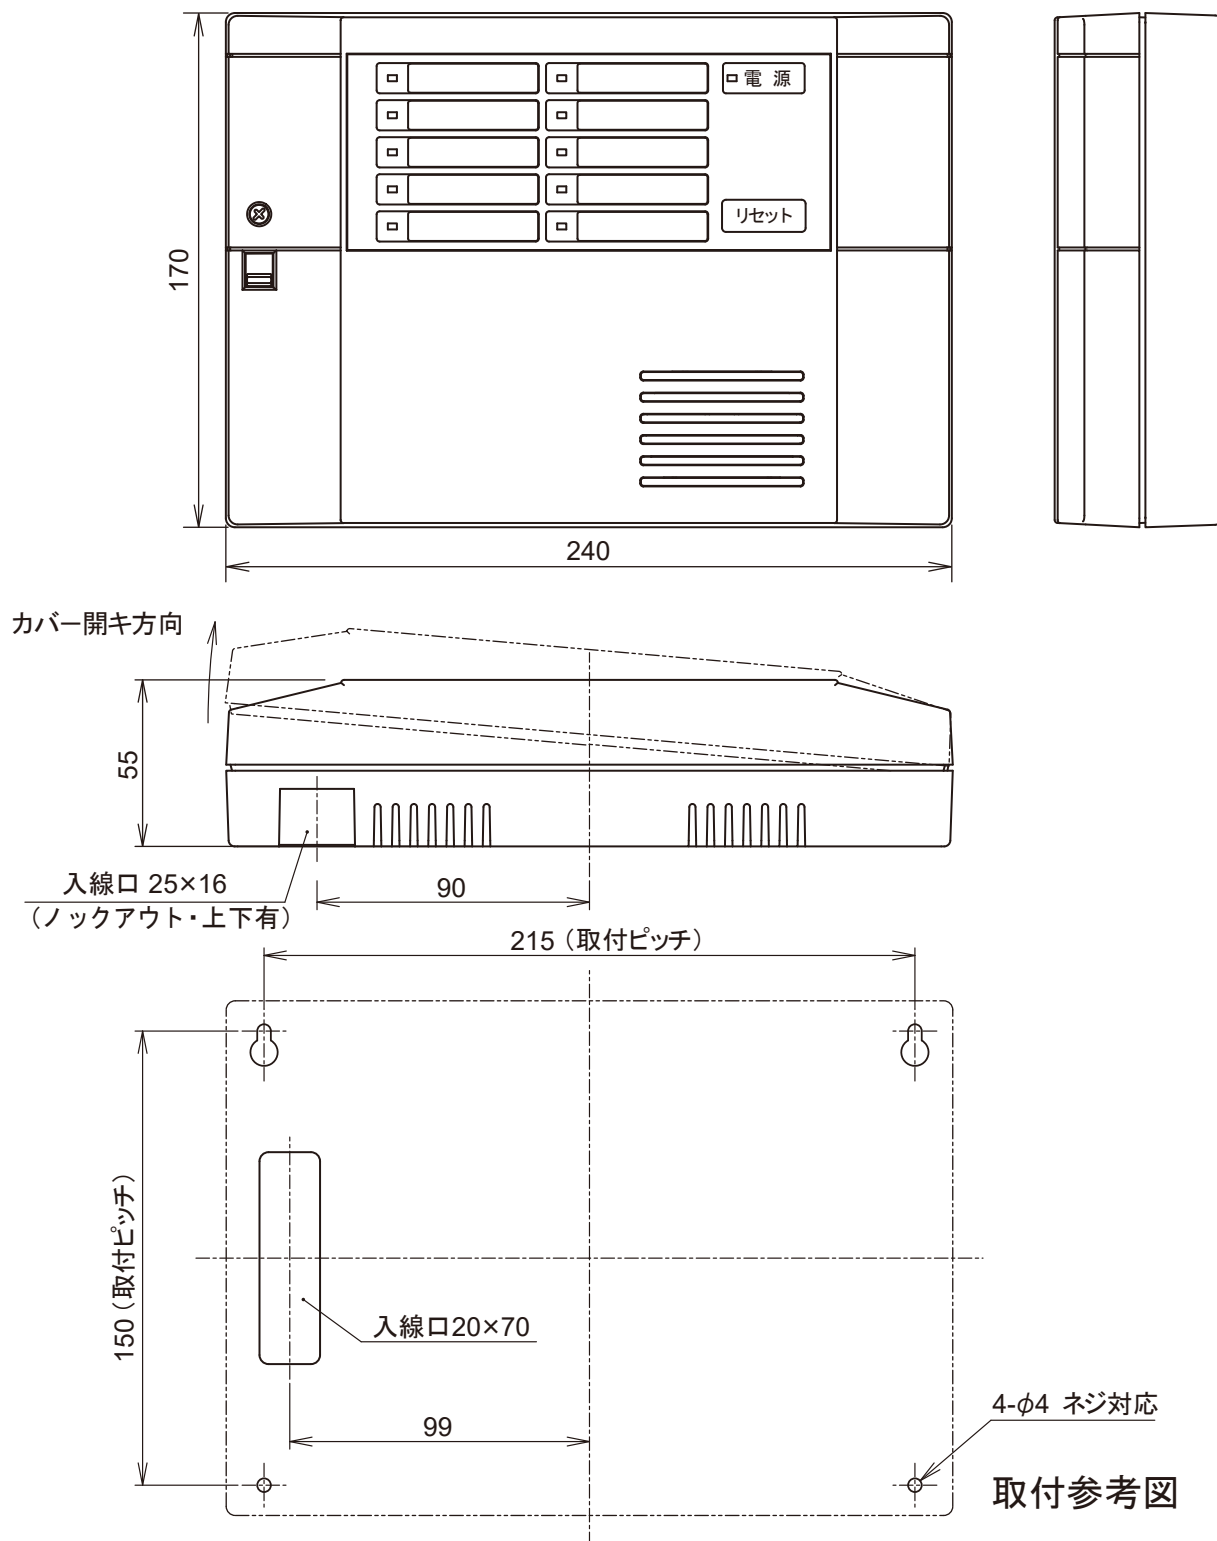 電 源
リセット
170
240
カバー開キ方向
55
入線口 25×16
（ノックアウト・上下有）
90
215（取付ピッチ）
150（取付ピッチ）
入線口20×70
99
4-φ4 ネジ対応
取付参考図